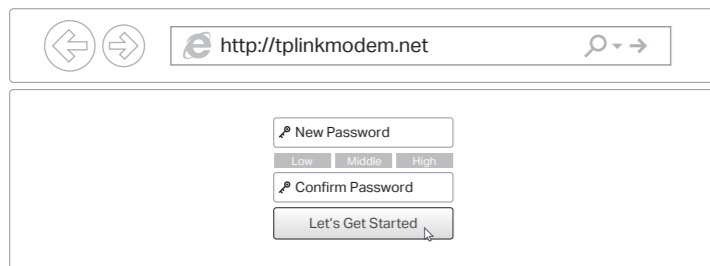 http://tplinkmodem.net
New Password
Low Middle High
Confirm Password
Let's Get Started